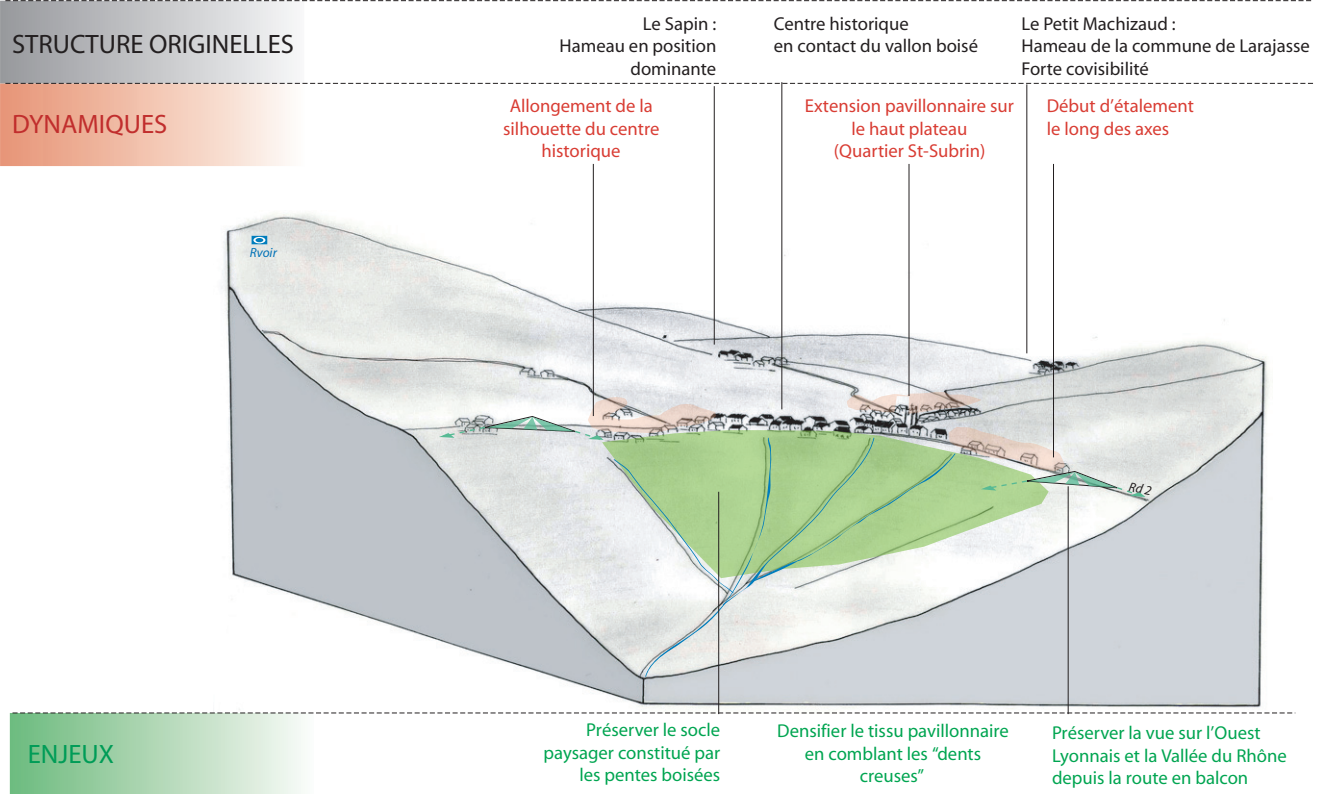 STRUCTURE ORIGINELLES
Le Sapin :
Hameau en position
dominante
Centre historique
en contact du vallon boisé
Le Petit Machizaud :
Hameau de la commune de Larajasse
Forte covisibilité
DYNAMIQUES
Allongement de la
silhouette du centre
historique
Extension pavillonnaire sur
le haut plateau
(Quartier St-Subrin)
Début d’étalement
le long des axes
Rvoir
Rd 2
ENJEUX
Préserver le socle
paysager constitué par
les pentes boisées
Densifier le tissu pavillonnaire
en comblant les “dents
creuses”
Préserver la vue sur l’Ouest
Lyonnais et la Vallée du Rhône
depuis la route en balcon